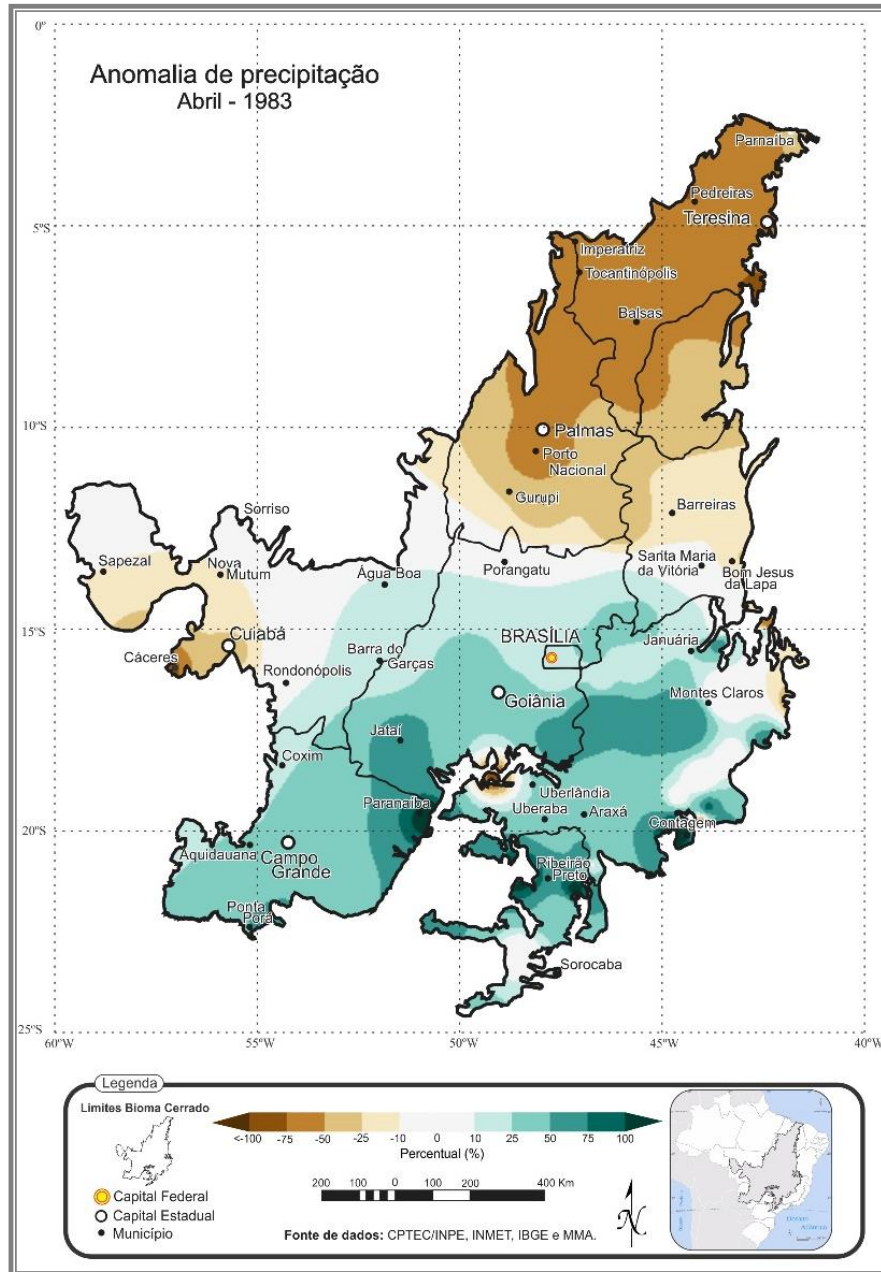 0°
Anomalia de precipitação
Abril - 1983
Parnaíba
Pedreiras
Teresina
5°S
Imperatriz
Tocantinópolis
Balsas
10°S
Palmas
Porto
Nacional
Gurupi
Barreiras
Sorriso
Sapezal
Nova
Mutum
Água Boa
Porangatu
Santa Maria
da Vitória
Bom Jesus
da Lapa
15°S
Cuiabá
BRASÍLIA
Januária
Cáceres
Barra do
Garças
Rondonópolis
Goiânia
Montes Claros
Jataí
Coxim
Paranaíba
Uberlândia
Uberaba
Araxá
Contagem
20°S
Aquidauana
Campo
Grande
Ribeirão
Preto
Ponta
Porã
Sorocaba
25°S
60°W
55°W
50°W
45°W
40°W
Legenda
Limites Bioma Cerrado
<-100 -75 -50 -25 -10 0 10 25 50 75 100
Percentual (%)
200 100 0 100 200 400 Km
Capital Federal
Capital Estadual
Município
N
Fonte de dados: CPTEC/INPE, INMET, IBGE e MMA.